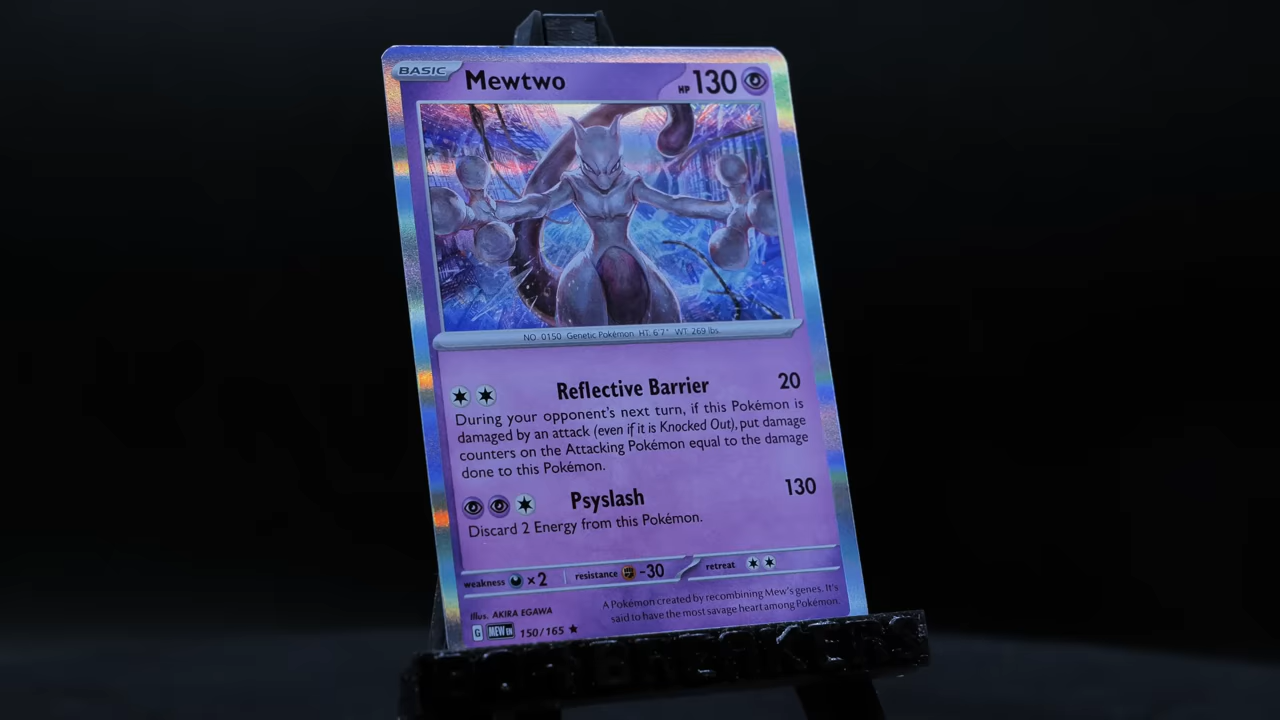 BASIC Mewtwo HP 130
NO. 0150 Genetic Pokémon HT: 6'7" WT: 269 lbs.
Reflective Barrier 20
During your opponent's next turn, if this Pokémon is
damaged by an attack (even if it is Knocked Out), put damage
counters on the Attacking Pokémon equal to the damage
done to this Pokémon.
Psyslash 130
Discard 2 Energy from this Pokémon.
weakness ×2 resistance -30 retreat
Illus. AKIRA EGAWA
G MEW EN 150/165
A Pokémon created by recombining Mew's genes. It's
said to have the most savage heart among Pokémon.